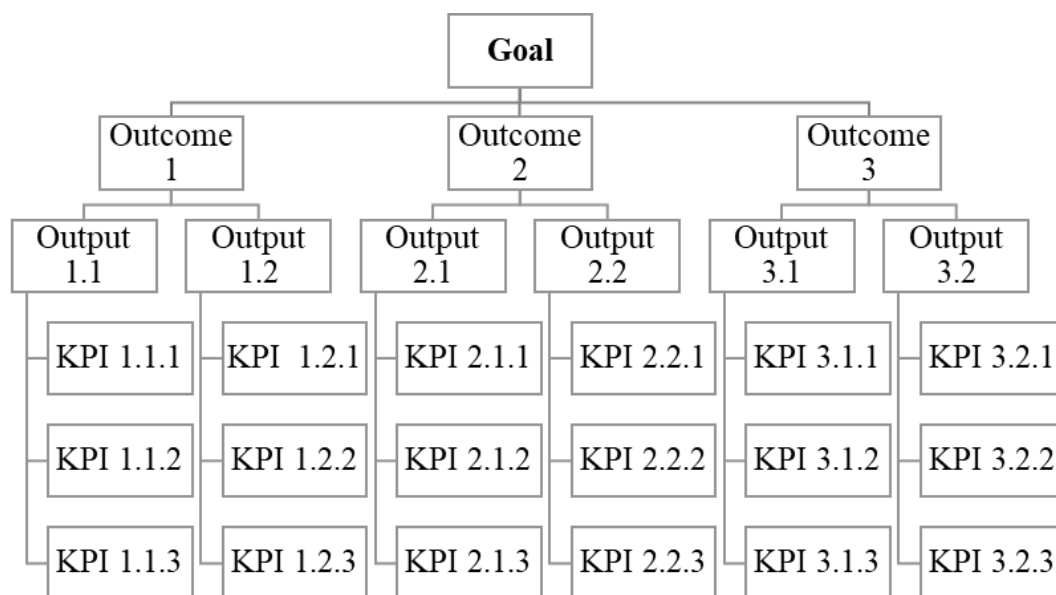 Goal
Outcome
1
Outcome
2
Outcome
3
Output
1.1
Output
1.2
Output
2.1
Output
2.2
Output
3.1
Output
3.2
KPI 1.1.1
KPI 1.2.1
KPI 2.1.1
KPI 2.2.1
KPI 3.1.1
KPI 3.2.1
KPI 1.1.2
KPI 1.2.2
KPI 2.1.2
KPI 2.2.2
KPI 3.1.2
KPI 3.2.2
KPI 1.1.3
KPI 1.2.3
KPI 2.1.3
KPI 2.2.3
KPI 3.1.3
KPI 3.2.3